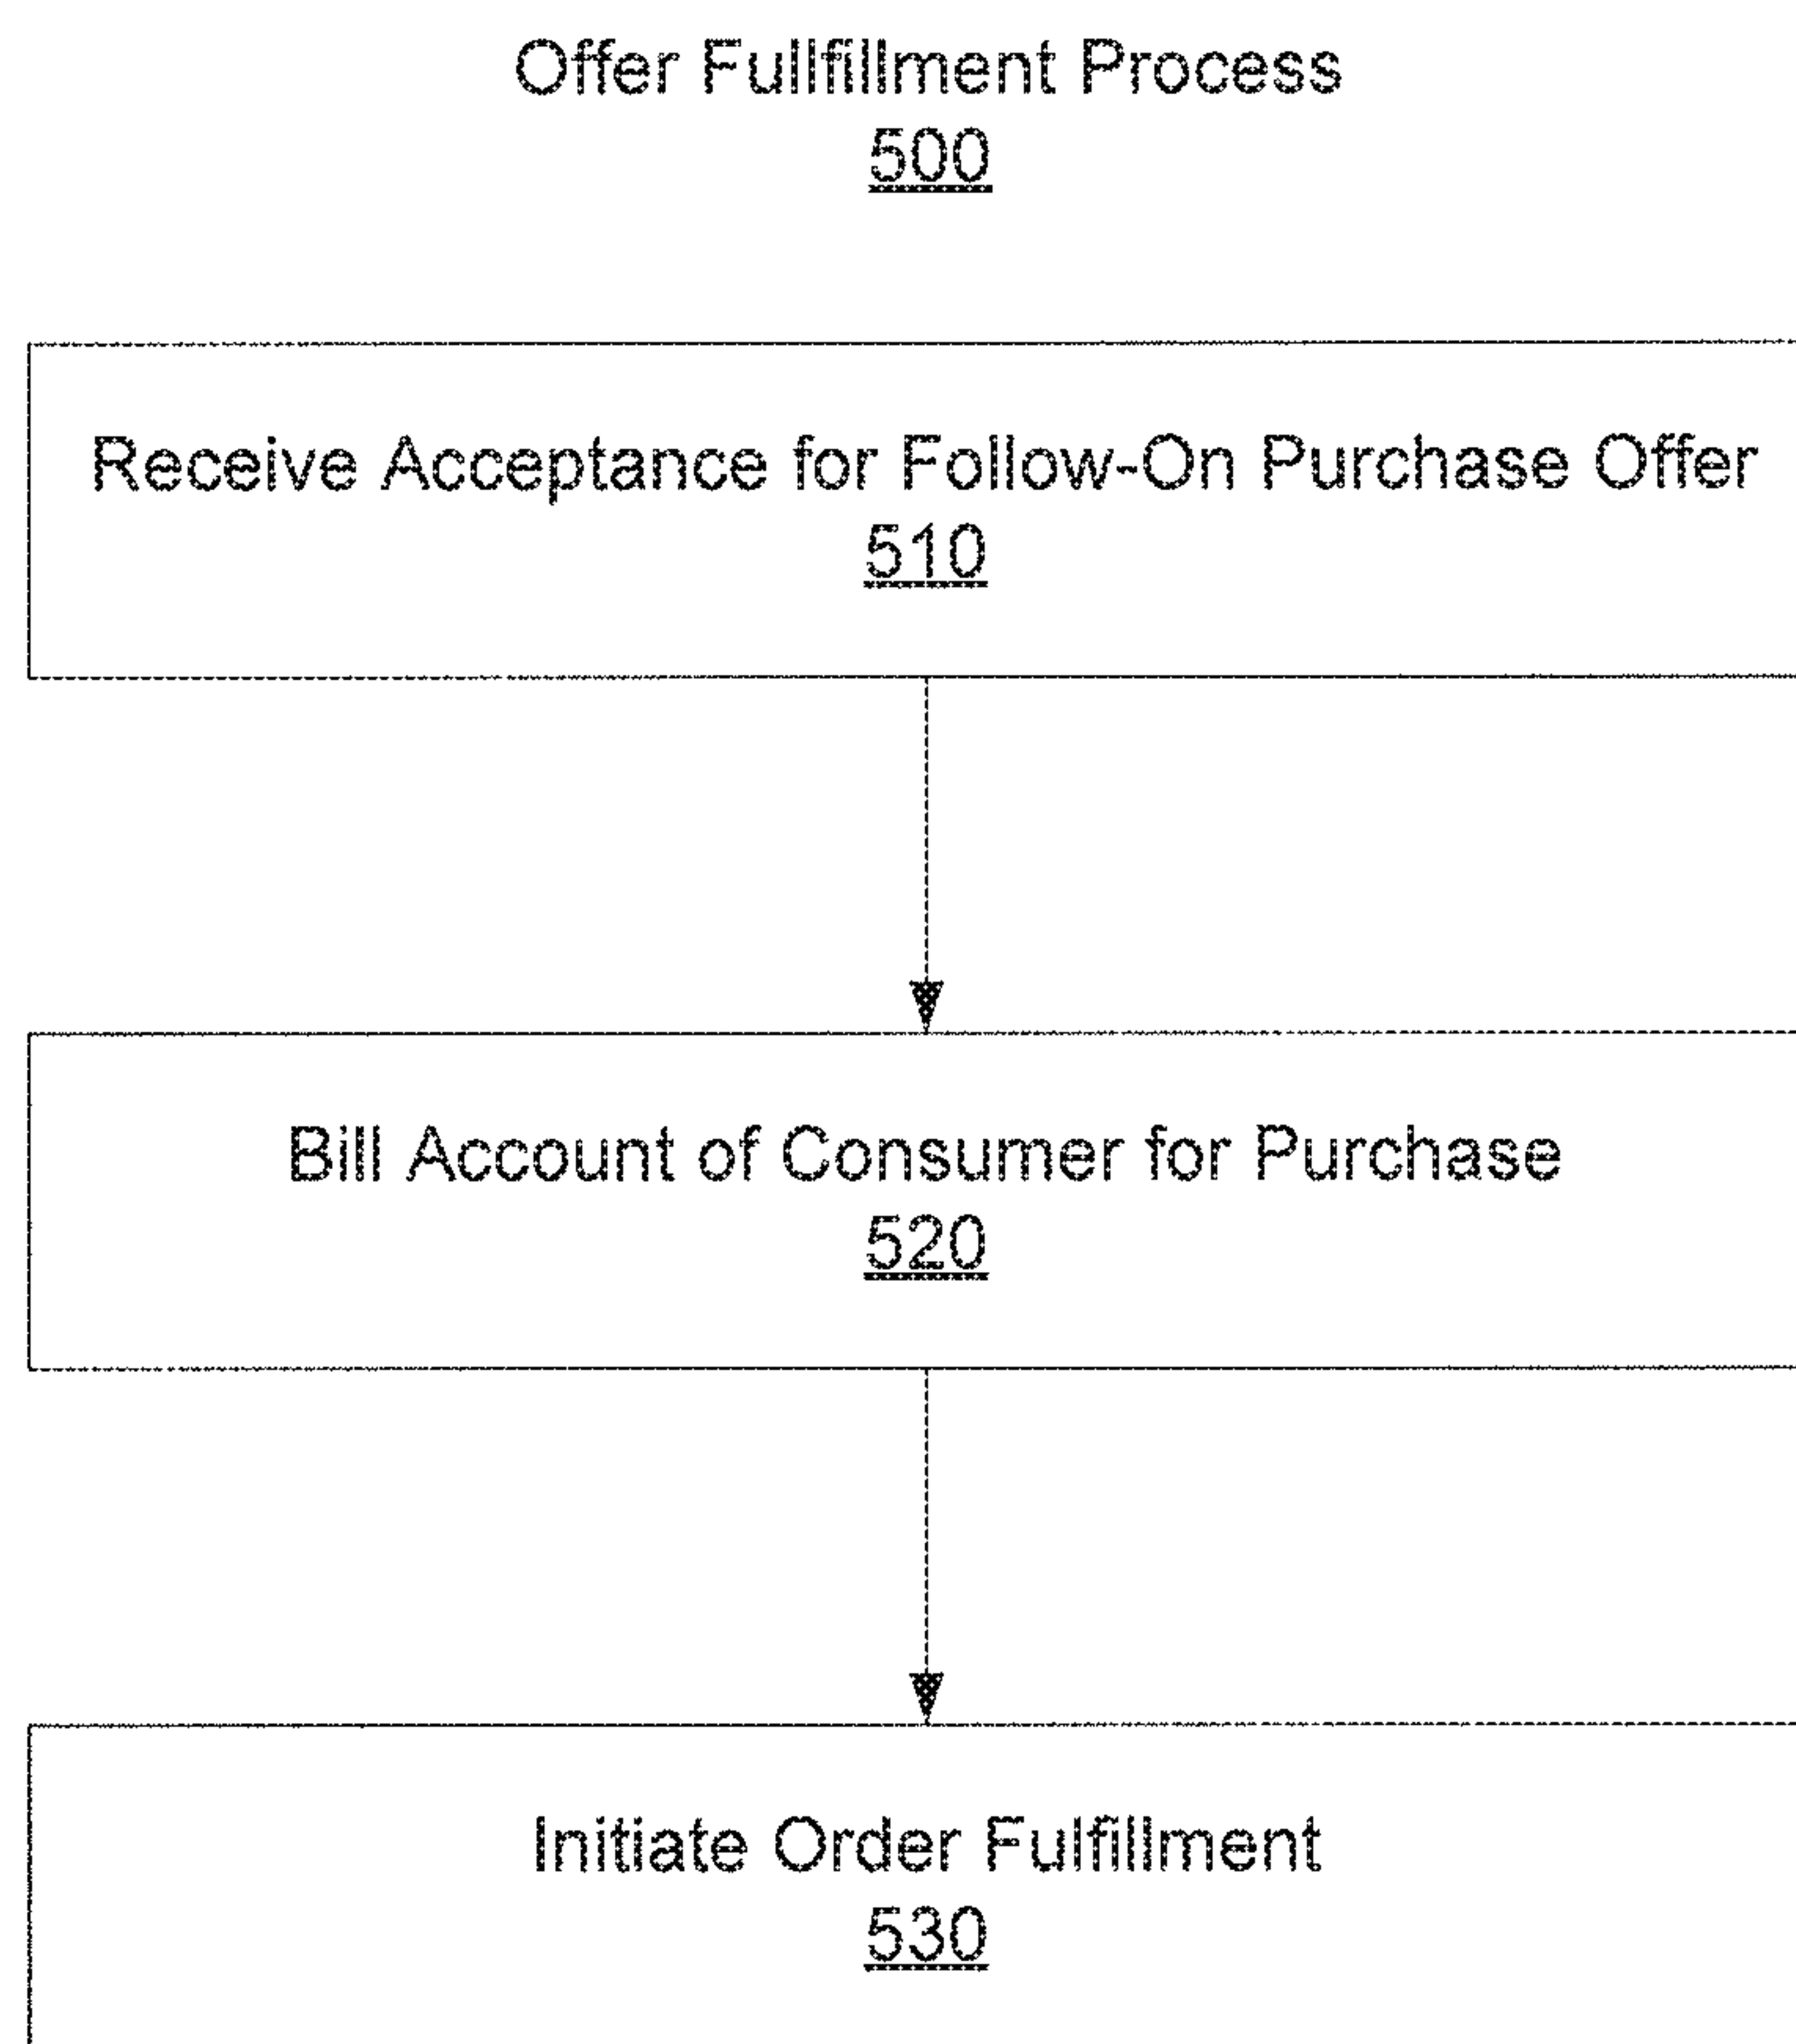 Offer Fullfillment Process
500
Receive Acceptance for Follow-On Purchase Offer
510
Bill Account of Consumer for Purchase
520
Initiate Order Fulfillment
530